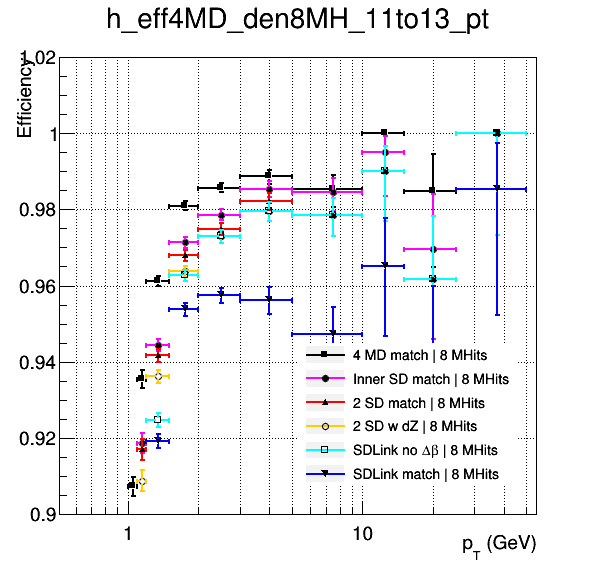 h_eff4MD_den8MH_11to13_pt
Efficiency
1.02
1
0.98
0.96
0.94
0.92
0.9
4 MD match | 8 MHits
Inner SD match | 8 MHits
2 SD match | 8 MHits
2 SD w dZ | 8 MHits
SDLink no Δβ | 8 MHits
SDLink match | 8 MHits
1
10
p_T (GeV)